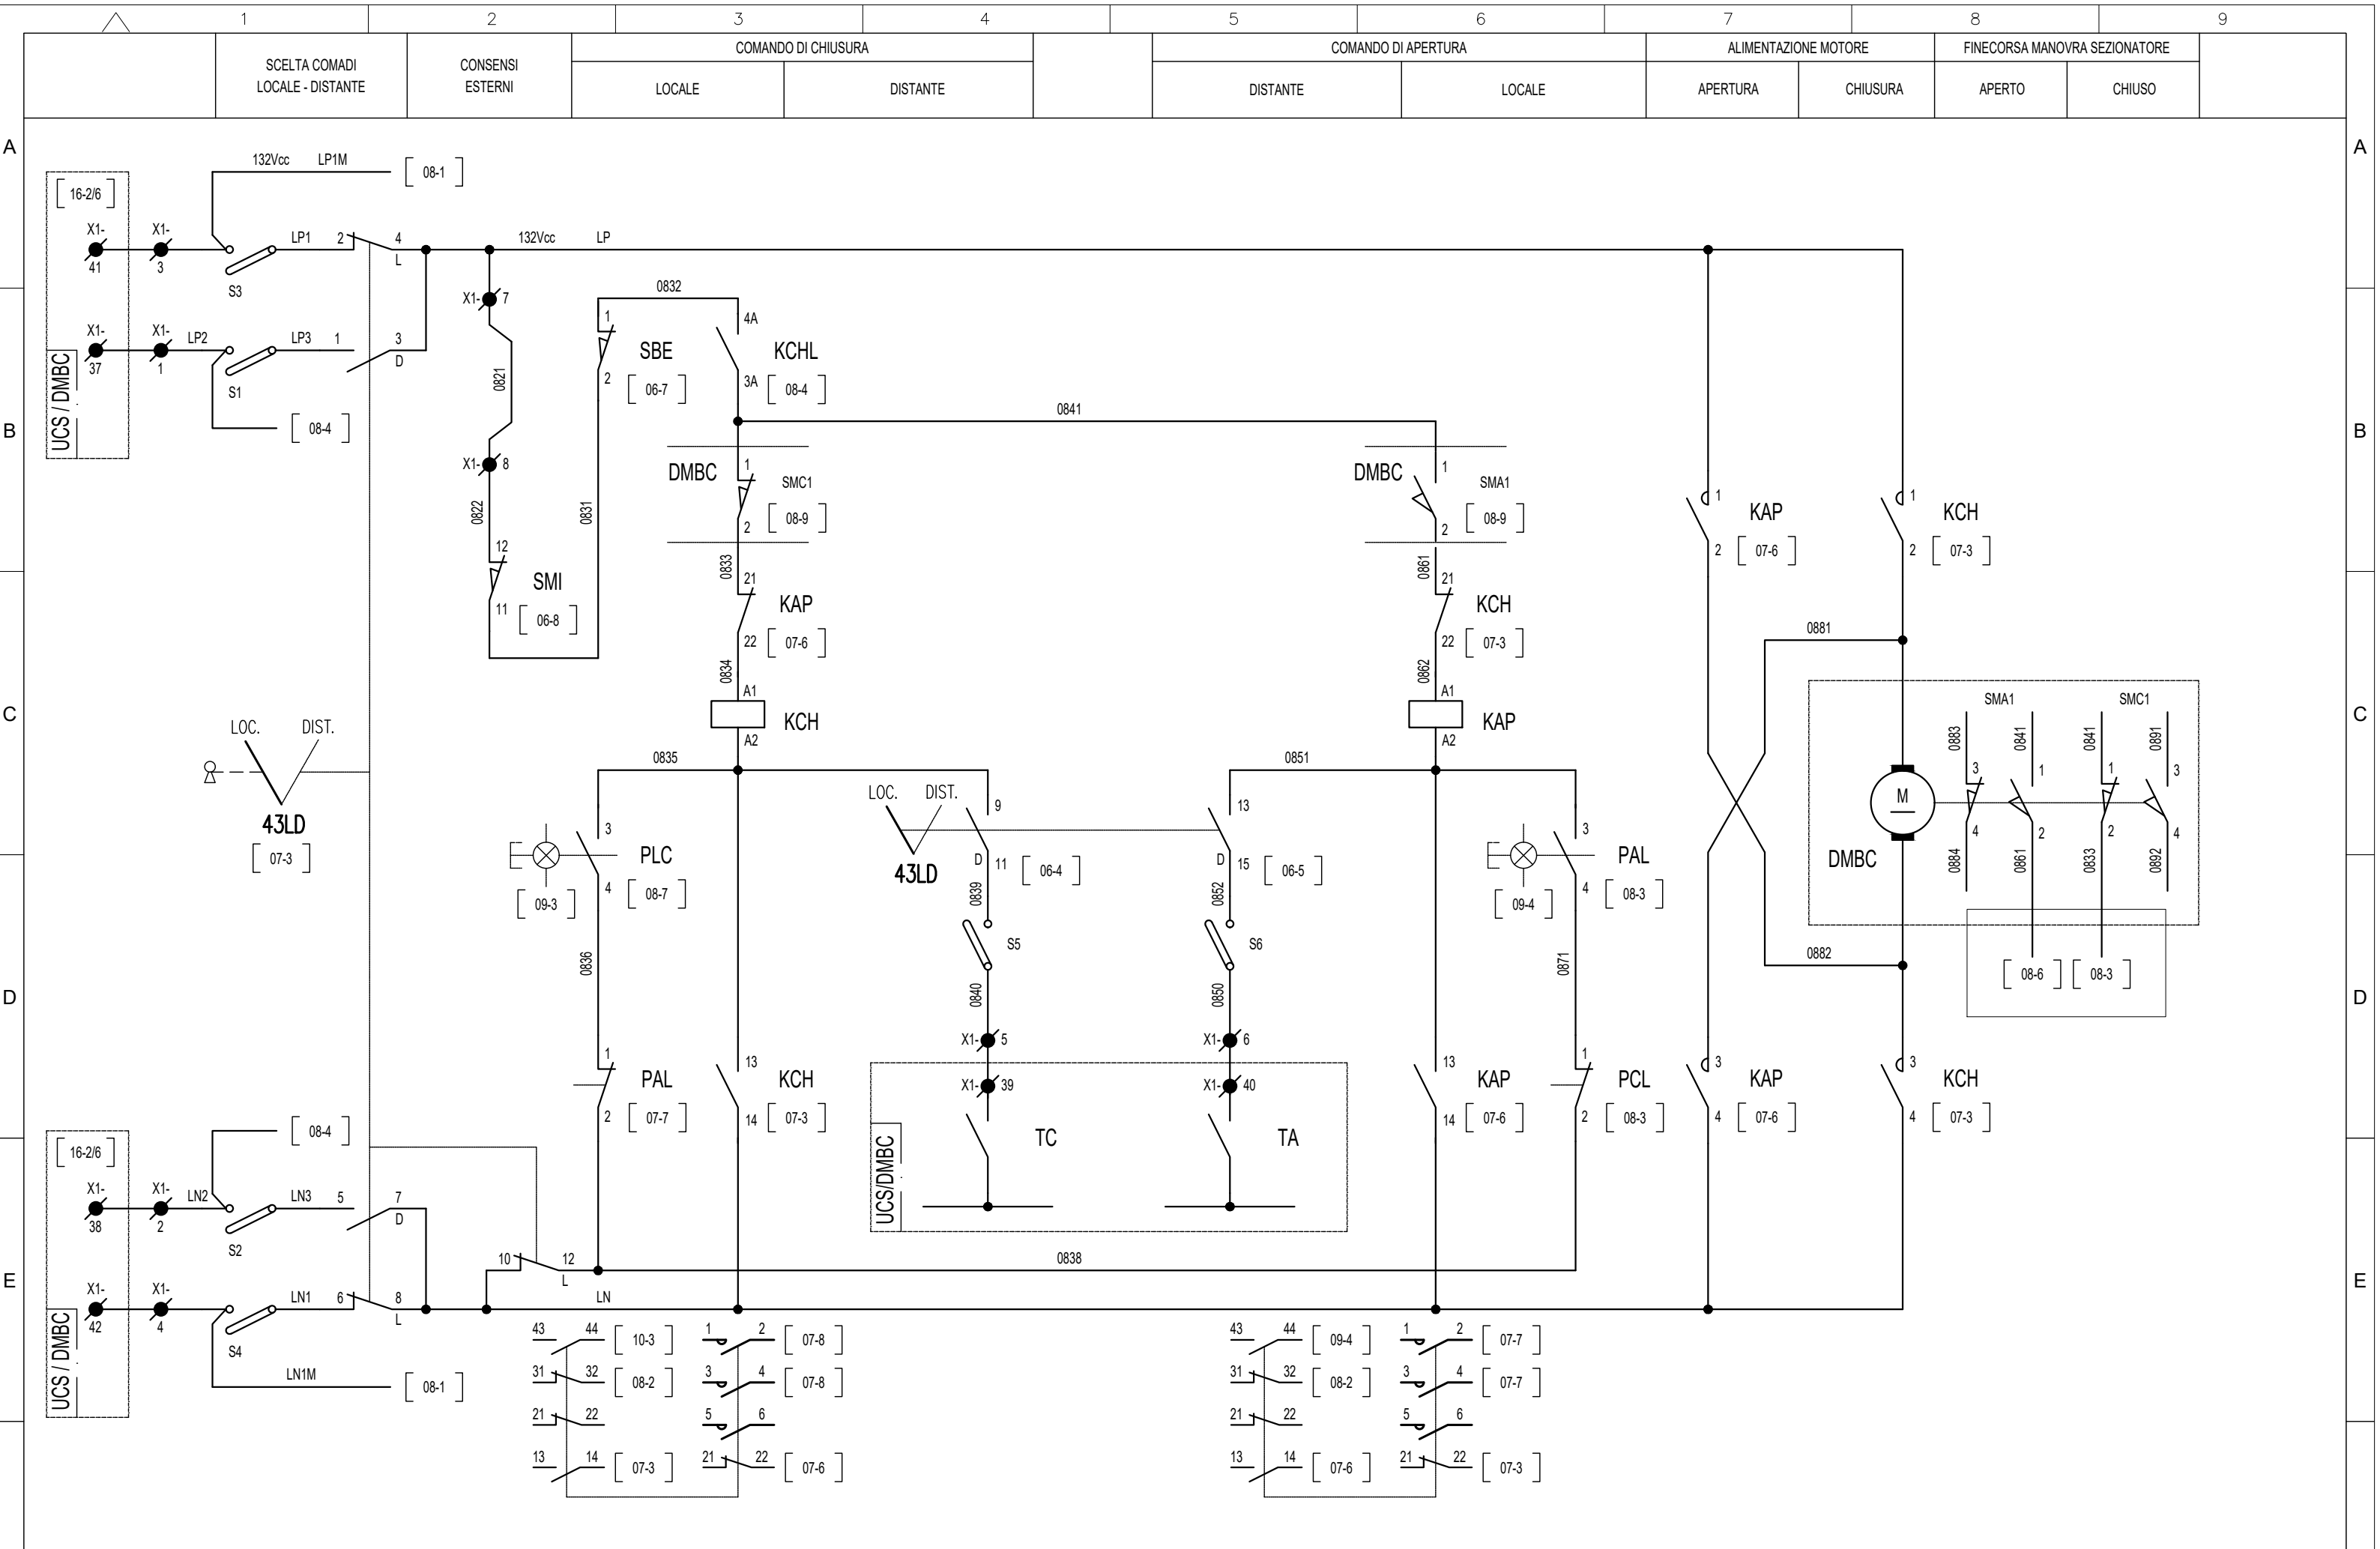 1 2 3 4 5 6 7 8 9
SCELTA COMADI
LOCALE - DISTANTE
CONSENSI
ESTERNI
COMANDO DI CHIUSURA
LOCALE DISTANTE
COMANDO DI APERTURA
DISTANTE LOCALE
ALIMENTAZIONE MOTORE
APERTURA CHIUSURA
FINECORSA MANOVRA SEZIONATORE
APERTO CHIUSO
A A
132Vcc LP1M 08-1
16-2/6
X1- X1- LP1 2 4 132Vcc LP
41 3 S3 L
0832
X1- 7 1 4A
X1- X1- LP2 LP3 1 3 SBE KCHL
37 1 S1 D 0821 2 06-7 3A 08-4
UCS / DMBC
08-4
0841
B B
X1- 8 DMBC 1 SMC1 DMBC 1 SMA1
0822 0831 2 08-9 2 08-9
1 KAP 1 KCH
2 07-6 2 07-3
12 SMI 0833 21 KAP 0861 21 KCH
11 06-8 22 07-6 22 07-3
0881
0834 A1 0862 A1
KCH KAP
A2 A2
C C
LOC. DIST.
43LD
07-3
SMA1 SMC1
0883 0841 0841 0891
3 1 1 3
M
4 2 2 4
DMBC
0884 0861 0833 0892
0835 0851
LOC. DIST. 9 13
43LD D 11 06-4 D 15 06-5
3 PLC
09-3 4 08-7
3 PAL
09-4 4 08-3
0839 0852
S5 S6
0882
08-6 08-3
0836 0840 0850 0871
D D
X1- 5 X1- 6
1 PAL 13 KCH X1- 39 X1- 40 13 KAP 1 PCL 3 KAP 3 KCH
2 07-7 14 07-3 14 07-6 2 08-3 4 07-6 4 07-3
UCS/DMBC
TC TA
08-4
16-2/6
X1- X1- LN2 LN3 5 7
38 2 S2 D
10 12 0838
L
E E
X1- X1- LN1 6 8 LN
42 4 S4 L
UCS / DMBC
LN1M 08-1
43 44 10-3 1 2 07-8 43 44 09-4 1 2 07-7
31 32 08-2 3 4 07-8 31 32 08-2 3 4 07-7
21 22 5 6 21 22 5 6
13 14 07-3 21 22 07-6 13 14 07-6 21 22 07-3